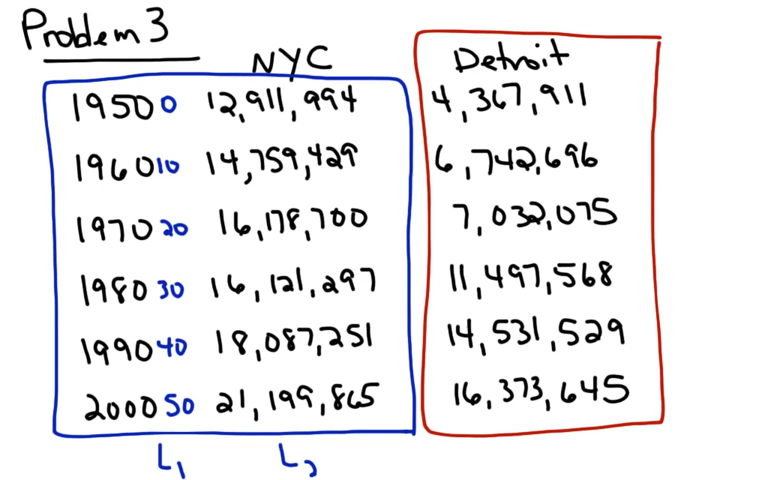 Problem 3
NYC Detroit
1950 0 12,911,994 4,367,911
1960 10 14,759,429 6,742,696
1970 20 16,178,700 7,032,075
1980 30 16,121,297 11,497,568
1990 40 18,087,251 14,531,529
2000 50 21,199,865 16,373,645
L₁ L₂